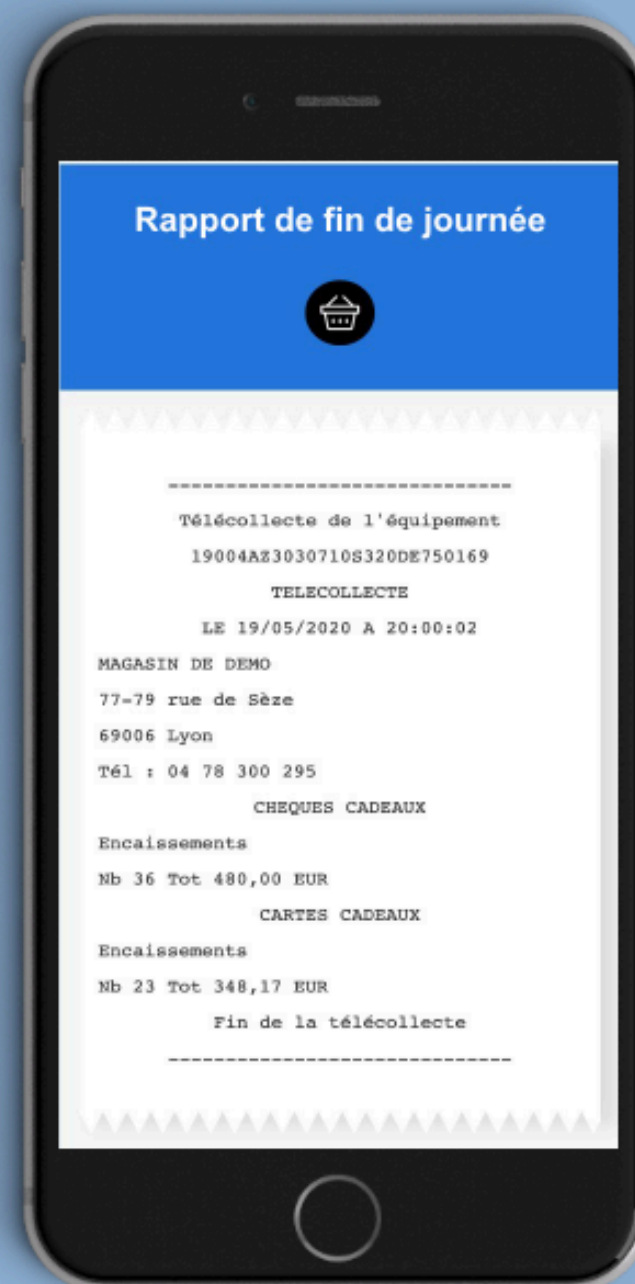 Rapport de fin de journée
------------------------------
Télécollecte de l'équipement
19004AZ3030710S320DE750169
TELECOLLECTE
LE 19/05/2020 A 20:00:02
MAGASIN DE DEMO
77-79 rue de Sèze
69006 Lyon
Tél : 04 78 300 295
CHEQUES CADEAUX
Encaissements
Nb 36 Tot 480,00 EUR
CARTES CADEAUX
Encaissements
Nb 23 Tot 348,17 EUR
Fin de la télécollecte
------------------------------